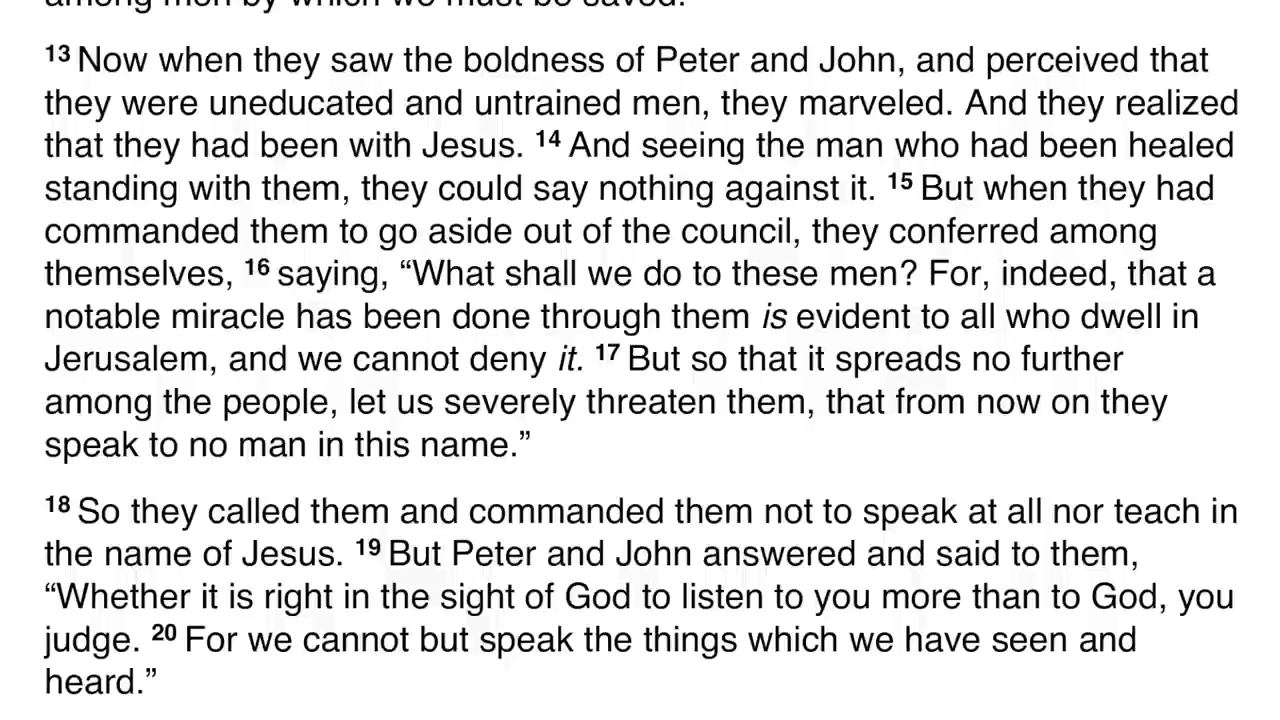 among men by which we must be saved.”
13 Now when they saw the boldness of Peter and John, and perceived that
they were uneducated and untrained men, they marveled. And they realized
that they had been with Jesus. 14 And seeing the man who had been healed
standing with them, they could say nothing against it. 15 But when they had
commanded them to go aside out of the council, they conferred among
themselves, 16 saying, “What shall we do to these men? For, indeed, that a
notable miracle has been done through them is evident to all who dwell in
Jerusalem, and we cannot deny it. 17 But so that it spreads no further
among the people, let us severely threaten them, that from now on they
speak to no man in this name.”
18 So they called them and commanded them not to speak at all nor teach in
the name of Jesus. 19 But Peter and John answered and said to them,
“Whether it is right in the sight of God to listen to you more than to God, you
judge. 20 For we cannot but speak the things which we have seen and
heard.”